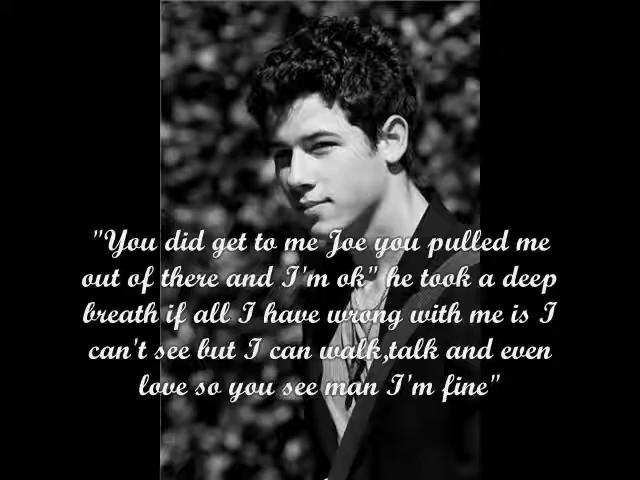 "You did get to me Joe you pulled me
out of there and I'm ok" he took a deep
breath if all I have wrong with me is I
can't see but I can walk,talk and even
love so you see man I'm fine"